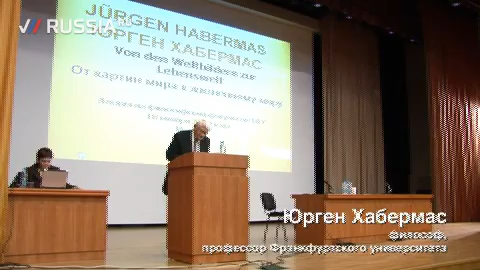 RUSSIA.RU
JÜRGEN HABERMAS
ЮРГЕН ХАБЕРМАС
Von den Weltbildern zur
Lebenswelt
От картин мира к жизненному миру
Юрген Хабермас
философ,
профессор Франкфуртского университета